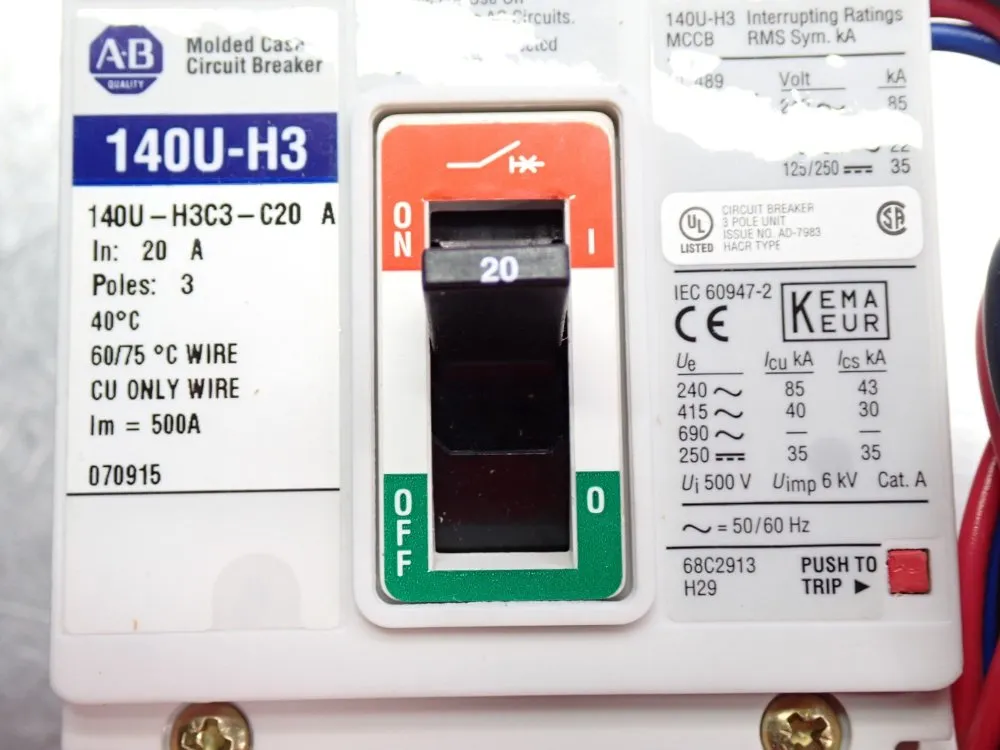 A-B
QUALITY
Molded Case
Circuit Breaker
140U-H3
140U-H3C3-C20 A
In: 20 A
Poles: 3
40°C
60/75 °C WIRE
CU ONLY WIRE
Im = 500A
070915
AC Circuits.
ON
I
20
OFF
O
140U-H3 Interrupting Ratings
MCCB RMS Sym. kA
489
Volt kA
85
22
125/250 ⎓ 35
UL
LISTED
CIRCUIT BREAKER
3 POLE UNIT
ISSUE NO. AD-7983
HACR TYPE
SA
IEC 60947-2
CE
KEMA
KEUR
Ue Icu kA Ics kA
240 ~ 85 43
415 ~ 40 30
690 ~ — —
250 ⎓ 35 35
Ui 500 V Uimp 6 kV Cat. A
~ = 50/60 Hz
68C2913
H29
PUSH TO
TRIP ►